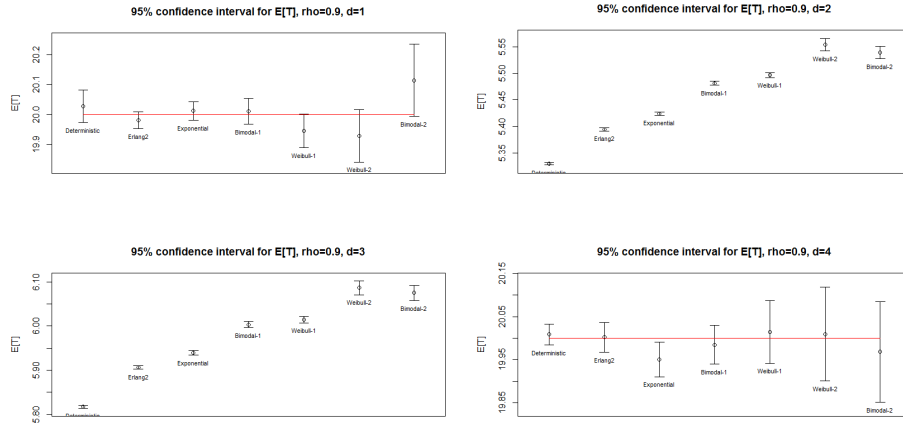 95% confidence interval for E[T], rho=0.9, d=1
E[T]
20.2
20.1
20.0
19.9
Deterministic
Erlang2
Exponential
Bimodal-1
Weibull-1
Weibull-2
Bimodal-2
95% confidence interval for E[T], rho=0.9, d=2
E[T]
5.55
5.50
5.45
5.40
5.35
Deterministic
Erlang2
Exponential
Bimodal-1
Weibull-1
Weibull-2
Bimodal-2
95% confidence interval for E[T], rho=0.9, d=3
E[T]
6.10
6.00
5.90
5.80
Deterministic
Erlang2
Exponential
Bimodal-1
Weibull-1
Weibull-2
Bimodal-2
95% confidence interval for E[T], rho=0.9, d=4
E[T]
20.15
20.05
19.95
19.85
Deterministic
Erlang2
Exponential
Bimodal-1
Weibull-1
Weibull-2
Bimodal-2